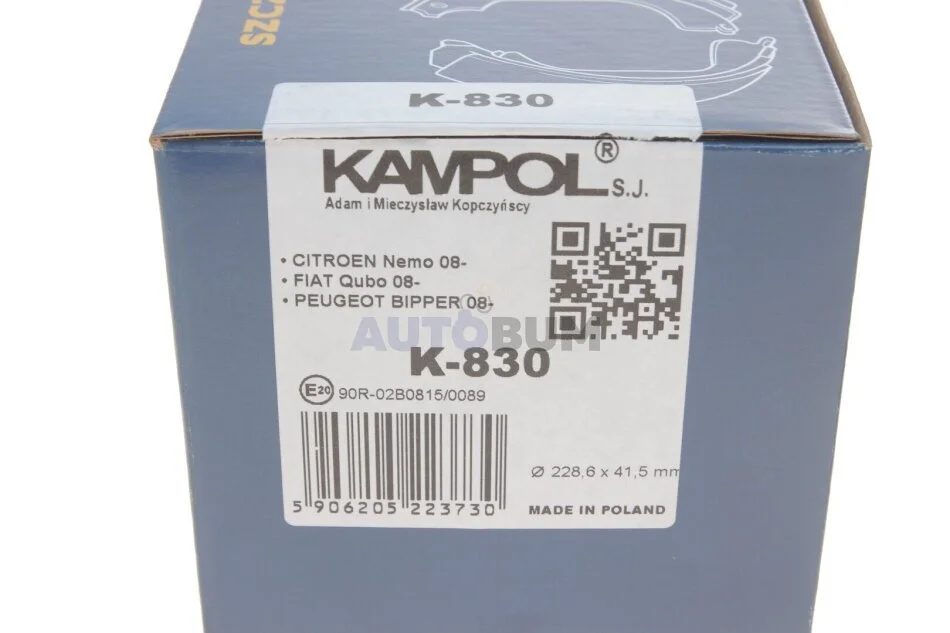 K-830
KAMPOL® S.J.
Adam i Mieczysław Kopczyńscy
• CITROEN Nemo 08-
• FIAT Qubo 08-
• PEUGEOT BIPPER 08-
AUTOBUM
K-830
E20 90R-02B0815/0089
Ø 228,6 x 41,5 mm
5 906205 223730
MADE IN POLAND